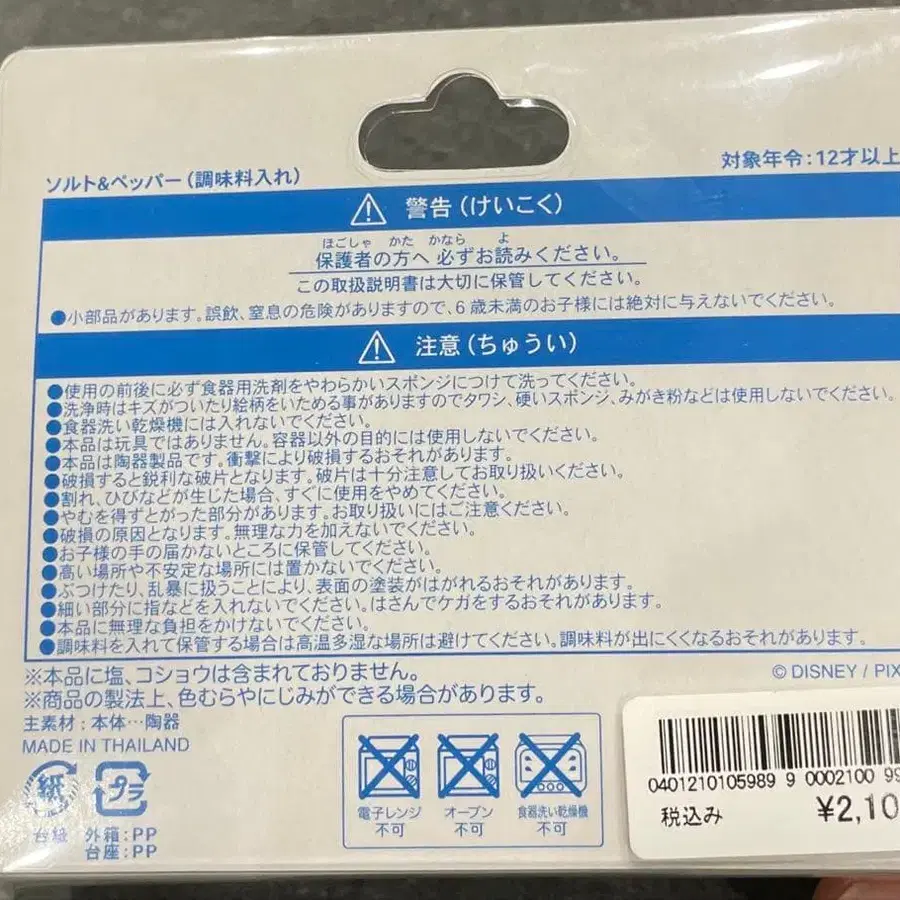 ソルト&ペッパー(調味料入れ)
対象年令:12才以上
警告(けいこく)
ほごしゃ かた かなら よ
保護者の方へ 必ずお読みください。
この取扱説明書は大切に保管してください。
●小部品があります。誤飲、窒息の危険がありますので、6歳未満のお子様には絶対に与えないでください。
注意(ちゅうい)
●使用の前後に必ず食器用洗剤をやわらかいスポンジにつけて洗ってください。
●洗浄時はキズがついたり絵柄をいためる事がありますのでタワシ、硬いスポンジ、みがき粉などは使用しないでください。
●食器洗い乾燥機には入れないでください。
●本品は玩具ではありません。容器以外の目的には使用しないでください。
●本品は陶器製品です。衝撃により破損するおそれがあります。
●破損すると鋭利な破片となります。破片は十分注意してお取り扱いください。
●割れ、ひびなどが生じた場合、すぐに使用をやめてください。
●やむを得ずとがった部分があります。お取り扱いにはご注意ください。
●破損の原因となります。無理な力を加えないでください。
●お子様の手の届かないところに保管してください。
●高い場所や不安定な場所には置かないでください。
●ぶつけたり、乱暴に扱うことにより、表面の塗装がはがれるおそれがあります。
●細い部分に指などを入れないでください。はさんでケガをするおそれがあります。
●本品に無理な負担をかけないでください。
●調味料を入れて保管する場合は高温多湿な場所は避けてください。調味料が出にくくなるおそれがあります。
※本品に塩、コショウは含まれておりません。
©DISNEY / PIX
※商品の製法上、色むらやにじみができる場合があります。
主素材:本体…陶器
MADE IN THAILAND
紙
プラ
台紙
外箱:PP
台座:PP
電子レンジ
不可
オーブン
不可
食器洗い乾燥機
不可
0401210105989 9 0002100 99
税込み
¥2,10